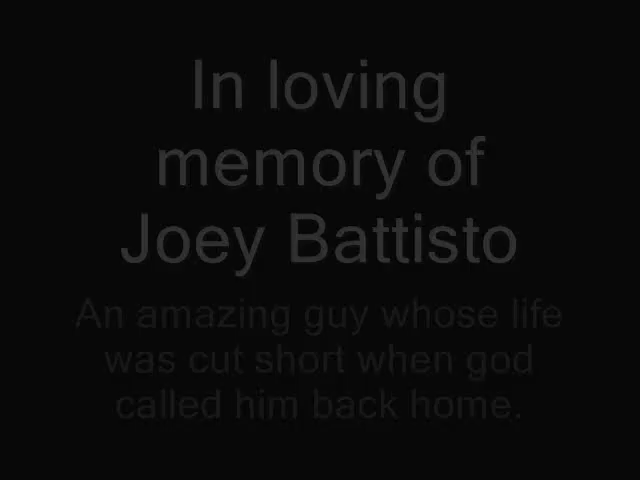 In loving
memory of
Joey Battisto
An amazing guy whose life
was cut short when god
called him back home.